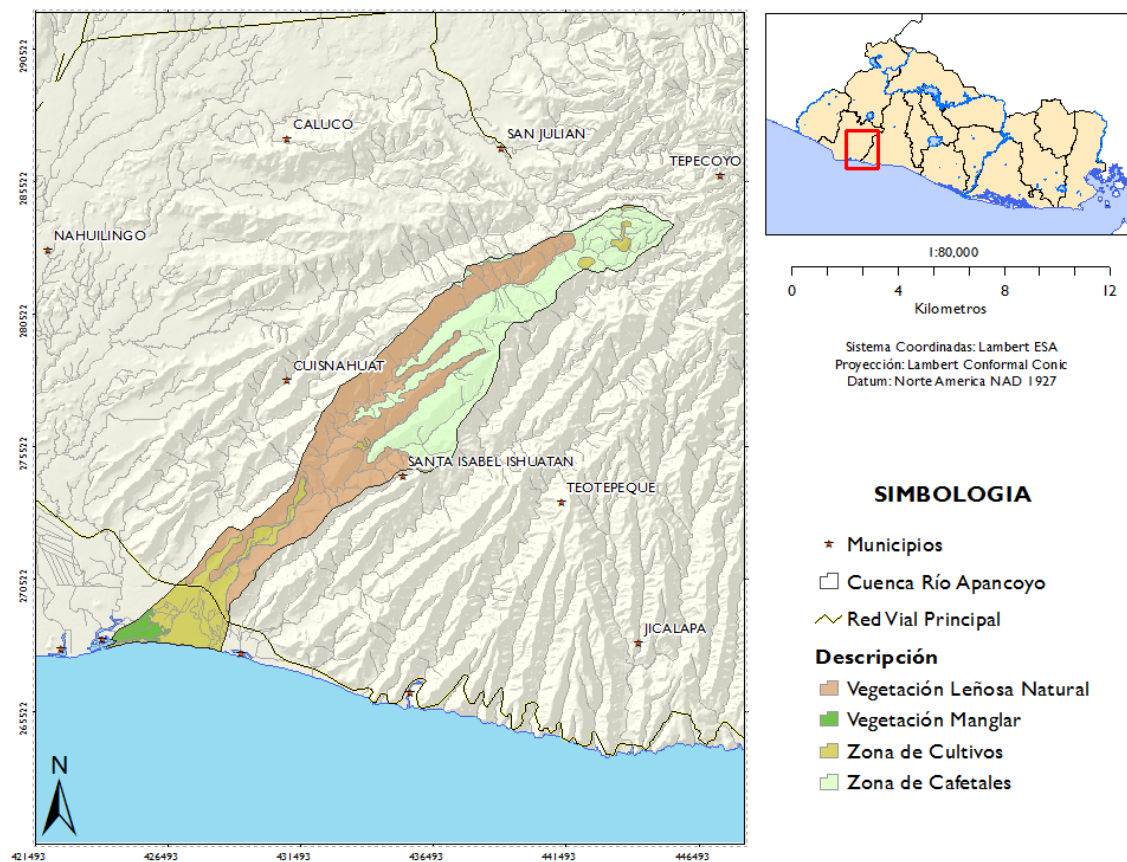 290522
285522
280522
275522
270522
265522
421493
426493
431493
436493
441493
446493
CALUCO
SAN JULIAN
TEPECOYO
NAHUILINGO
CUISNAHUAT
SANTA ISABEL ISHUATAN
TEOTEPEQUE
JICALAPA
N
1:80,000
0 4 8 12
Kilometros
Sistema Coordinadas: Lambert ESA
Proyección: Lambert Conformal Conic
Datum: Norte America NAD 1927
SIMBOLOGIA
Municipios
Cuenca Río Apancoyo
Red Vial Principal
Descripción
Vegetación Leñosa Natural
Vegetación Manglar
Zona de Cultivos
Zona de Cafetales